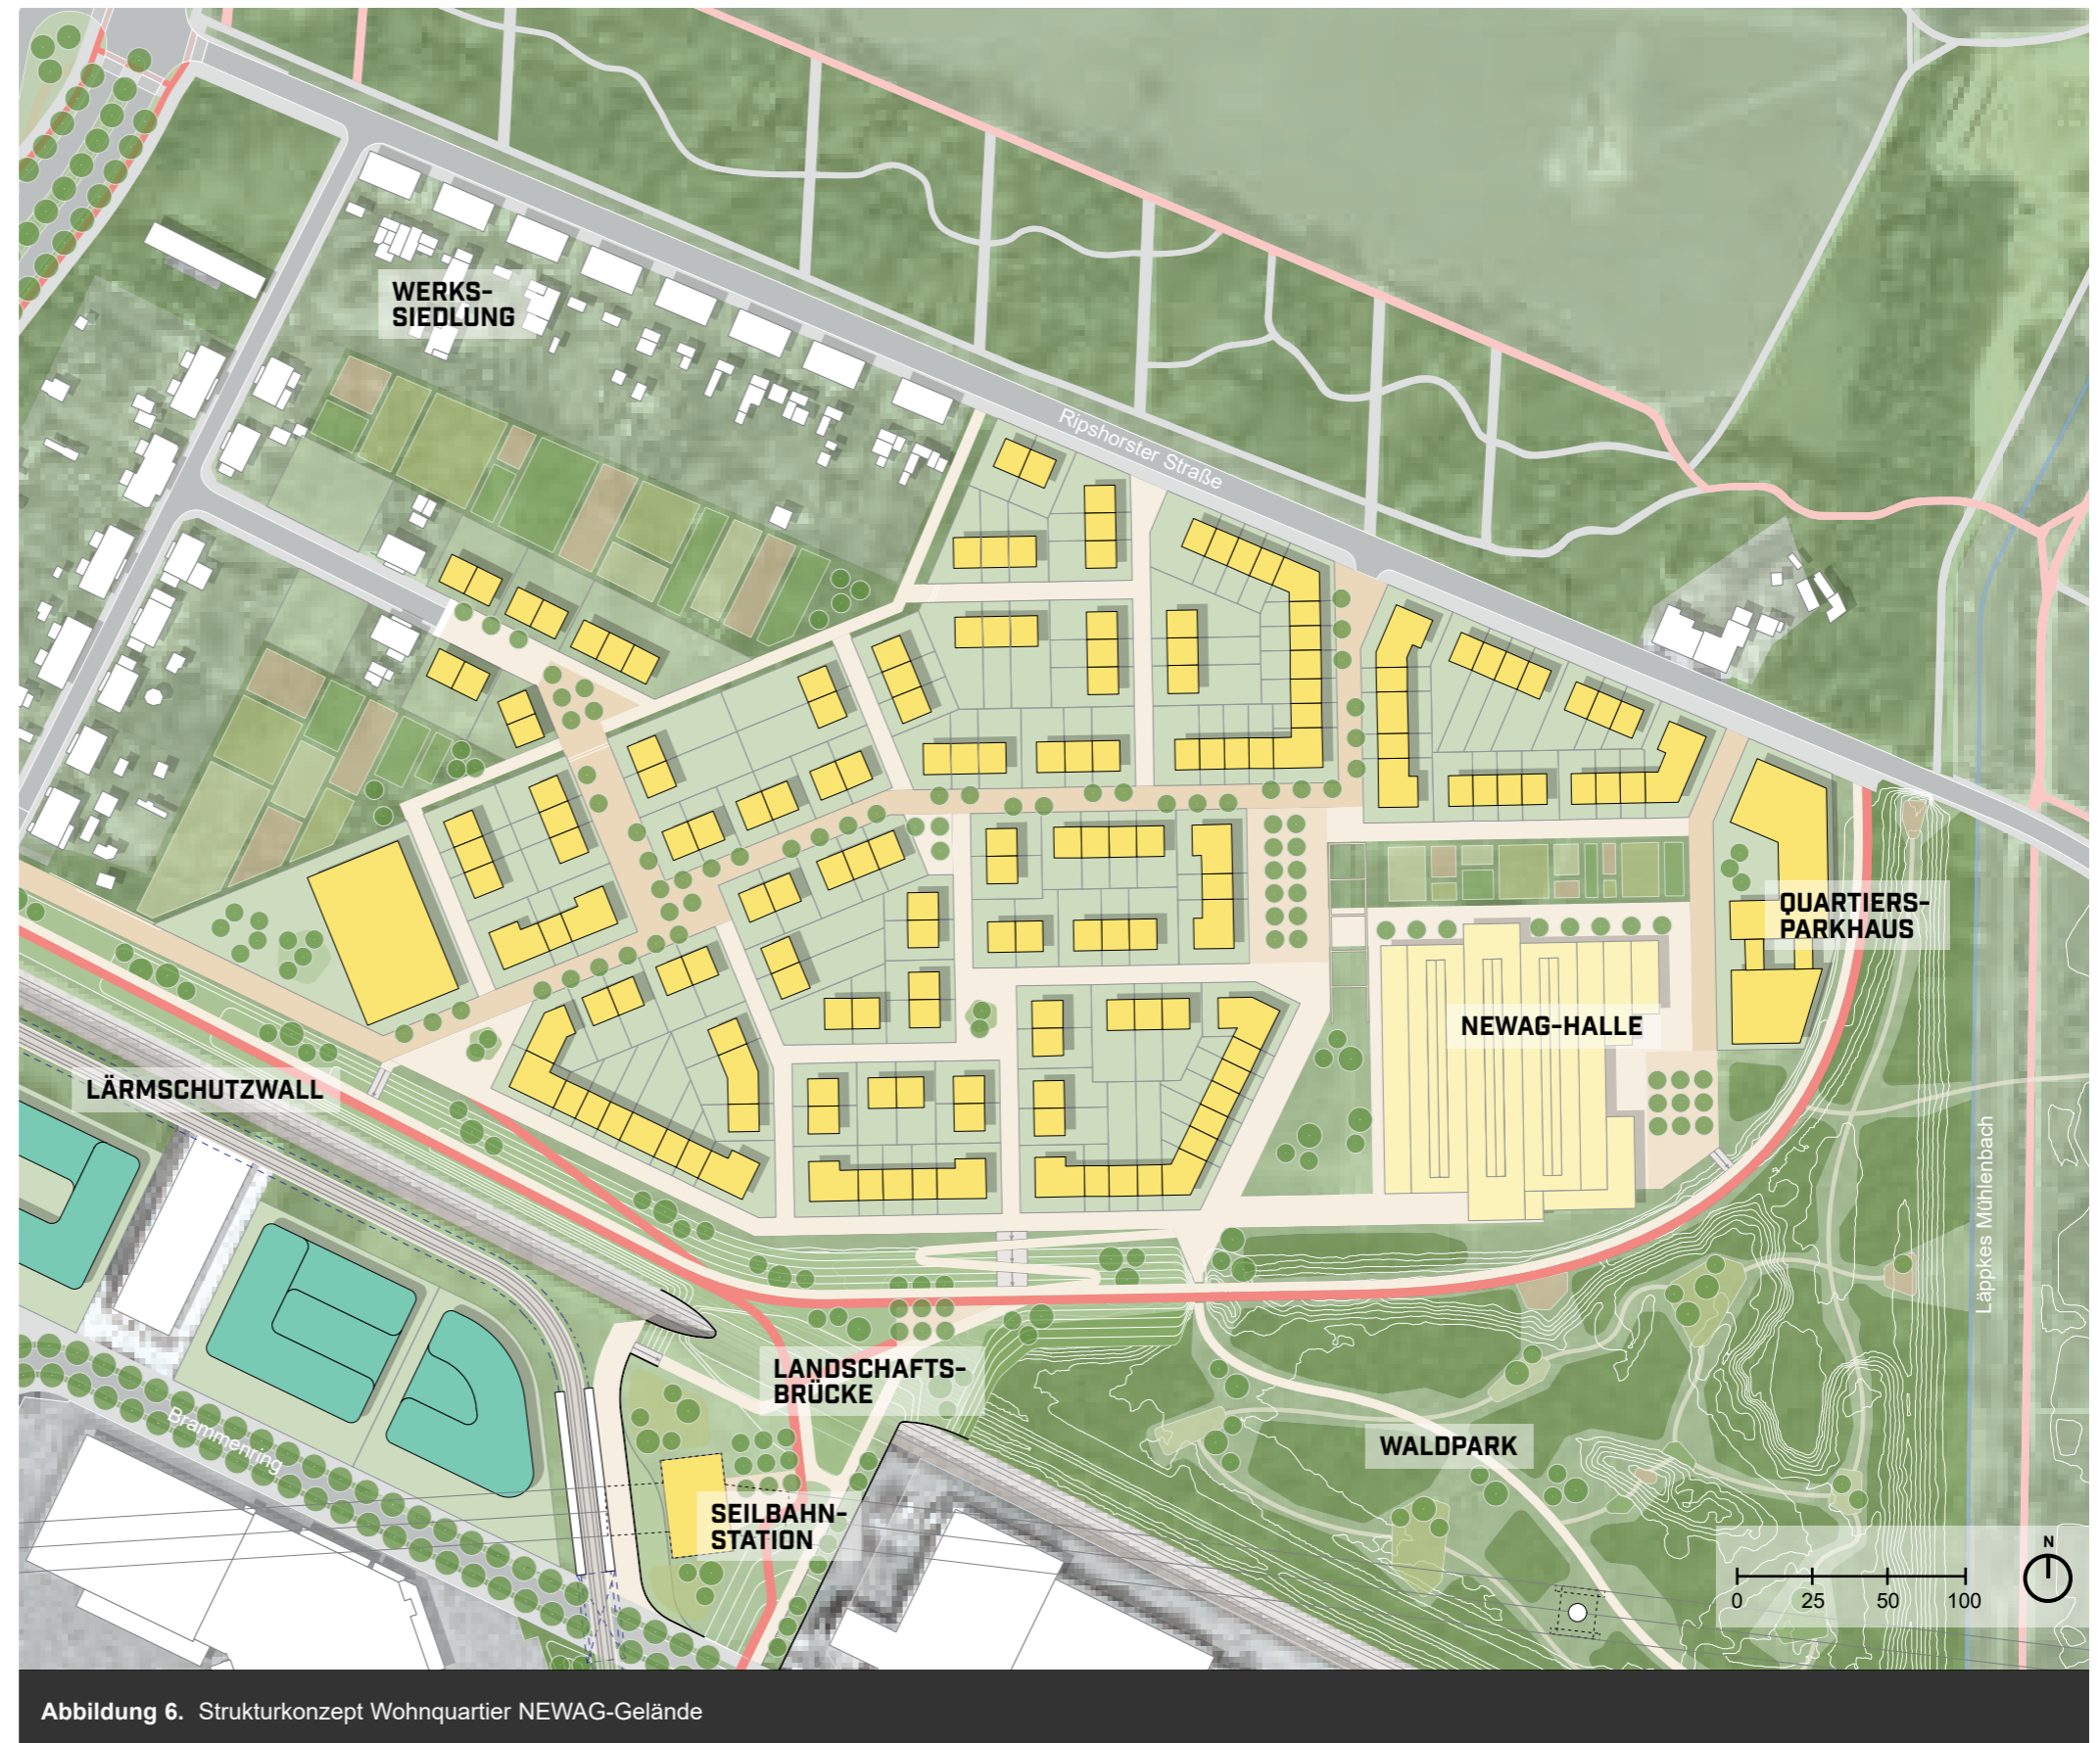 WERKS-
SIEDLUNG
Ripshorster Straße
QUARTIERS-
PARKHAUS
NEWAG-HALLE
LÄRMSCHUTZWALL
Läppkes Mühlenbach
LANDSCHAFTS-
BRÜCKE
Brammenring
WALDPARK
SEILBAHN-
STATION
N
0 25 50 100
Abbildung 6. Strukturkonzept Wohnquartier NEWAG-Gelände